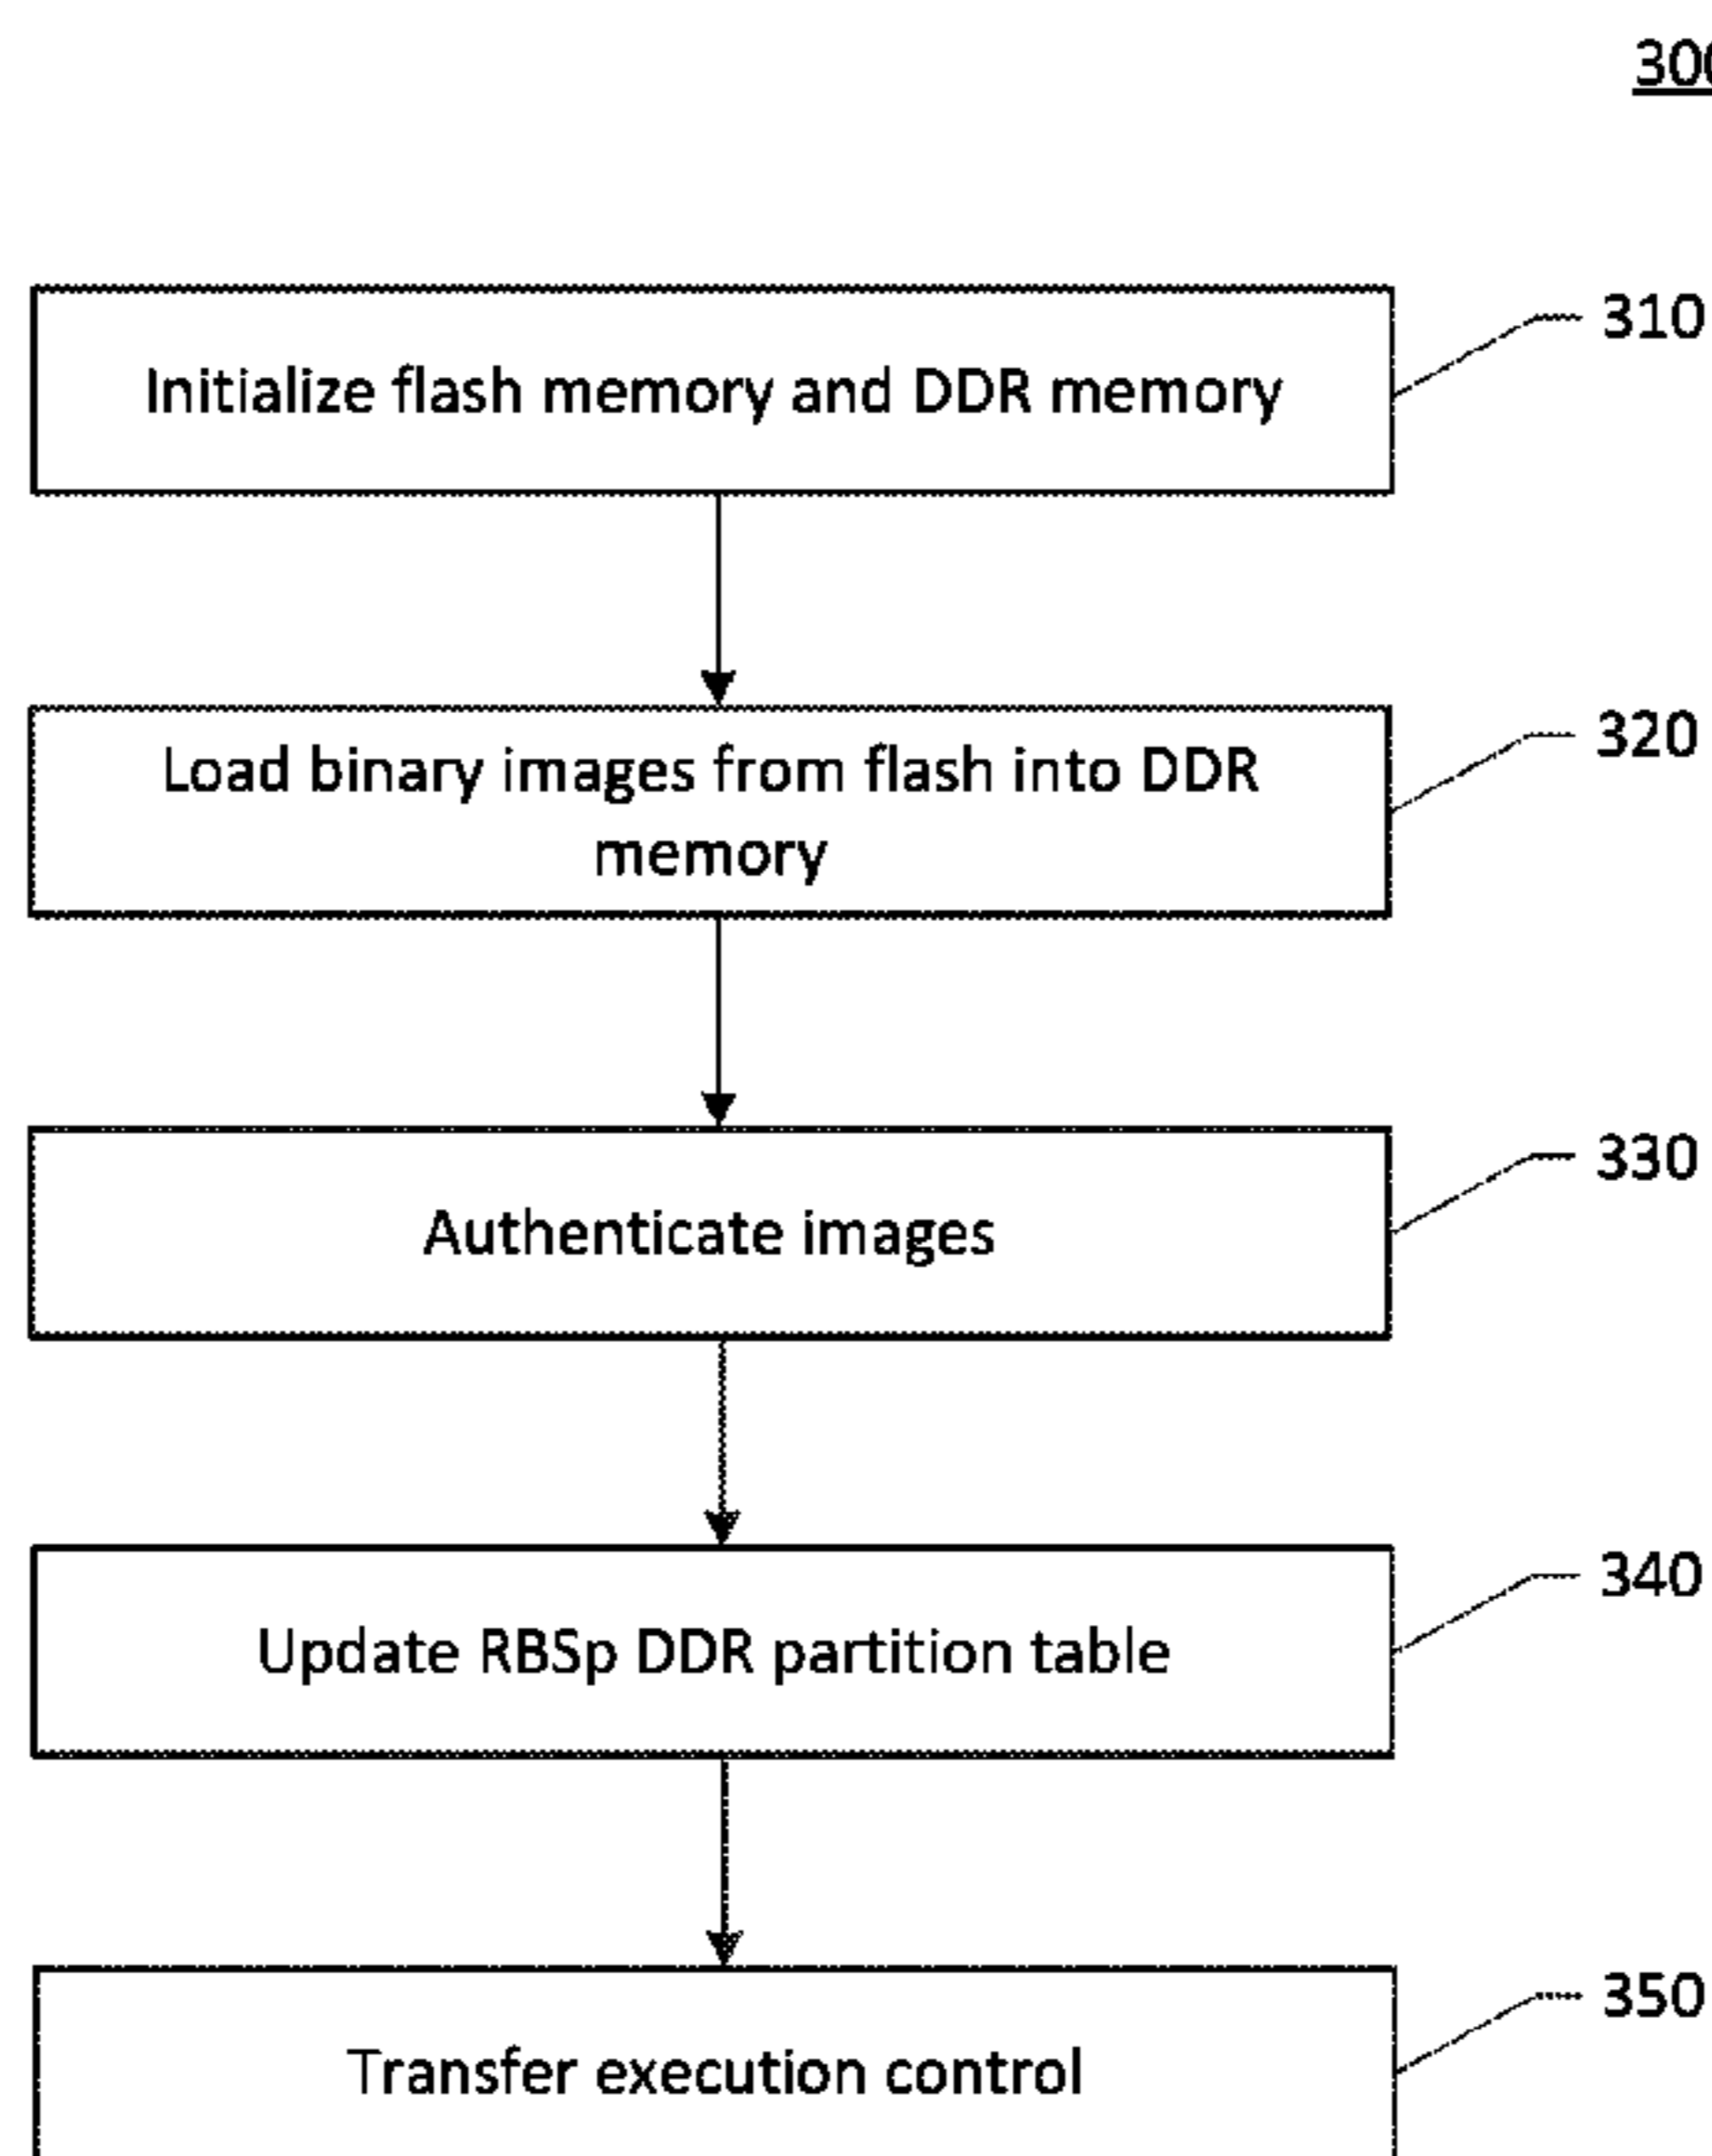 300
Initialize flash memory and DDR memory
310
Load binary images from flash into DDR
memory
320
Authenticate images
330
Update RBSp DDR partition table
340
Transfer execution control
350